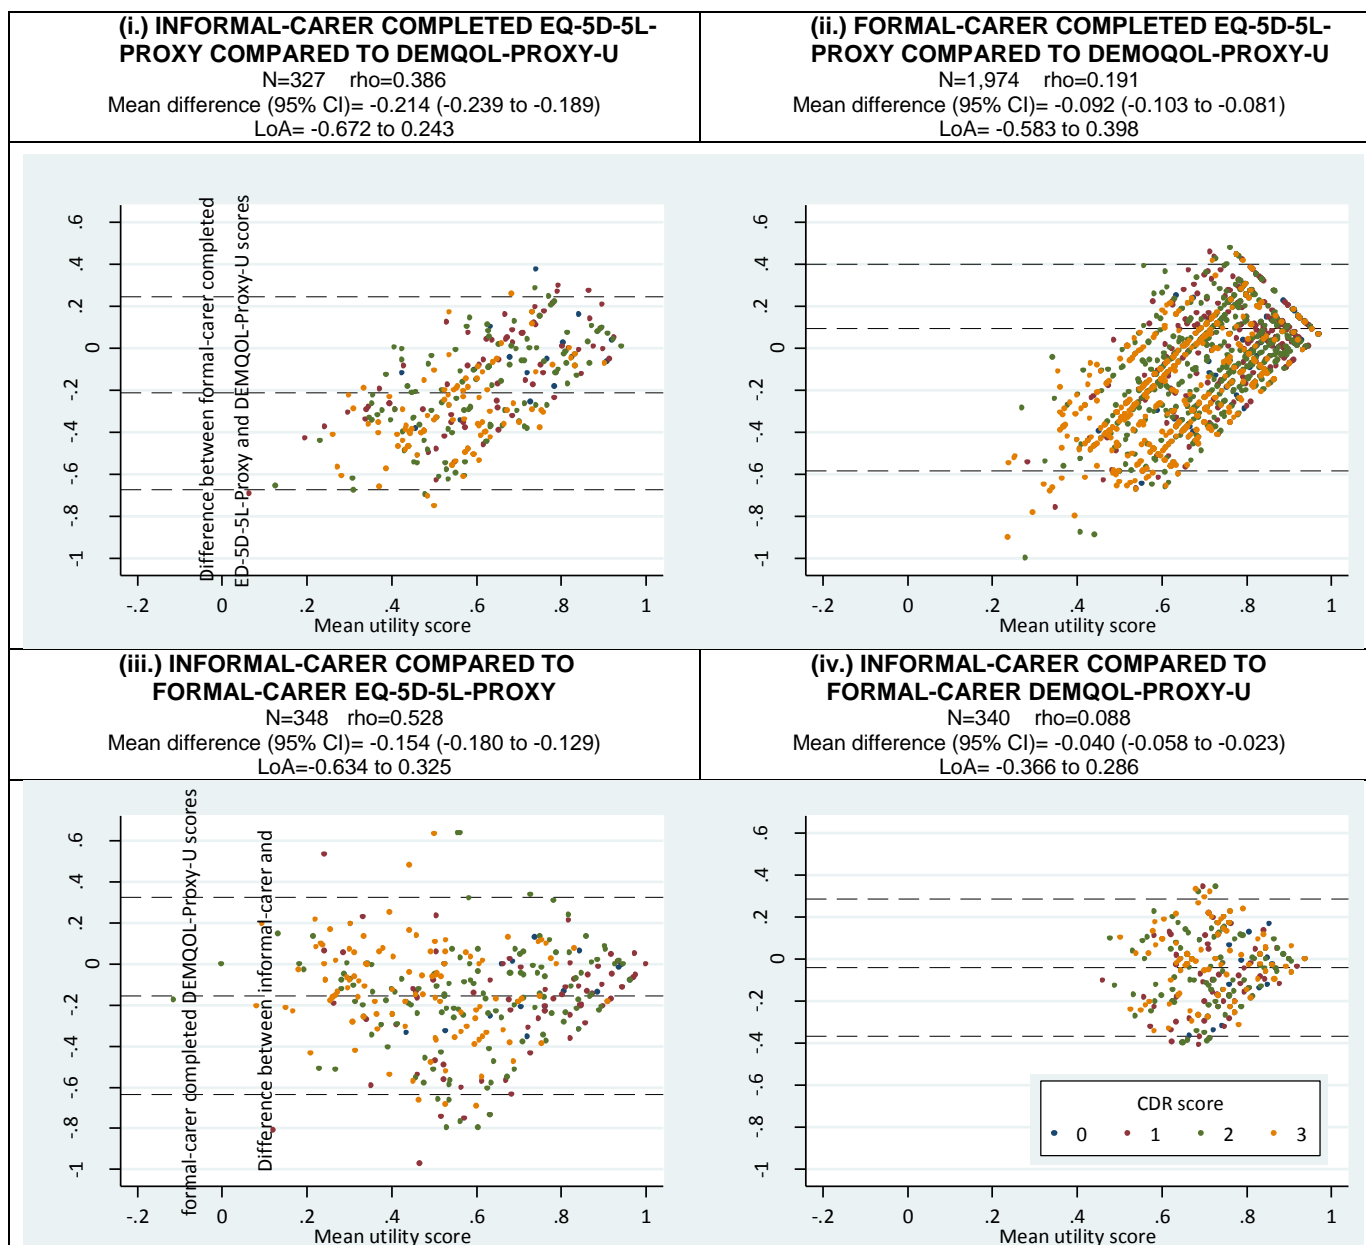 (i.) INFORMAL-CARER COMPLETED EQ-5D-5L-
PROXY COMPARED TO DEMQOL-PROXY-U
N=327 rho=0.386
Mean difference (95% CI)= -0.214 (-0.239 to -0.189)
LoA= -0.672 to 0.243
(ii.) FORMAL-CARER COMPLETED EQ-5D-5L-
PROXY COMPARED TO DEMOQOL-PROXY-U
N=1,974 rho=0.191
Mean difference (95% CI)= -0.092 (-0.103 to -0.081)
LoA= -0.583 to 0.398
Difference between formal-carer completed
ED-5D-5L-Proxy and DEMQOL-Proxy-U scores
.6
.4
.2
0
-.2
-.4
-.6
-.8
-1
-.2 0 .2 .4 .6 .8 1
Mean utility score
.6
.4
.2
0
-.2
-.4
-.6
-.8
-1
-.2 0 .2 .4 .6 .8 1
Mean utility score
(iii.) INFORMAL-CARER COMPARED TO
FORMAL-CARER EQ-5D-5L-PROXY
N=348 rho=0.528
Mean difference (95% CI)= -0.154 (-0.180 to -0.129)
LoA=-0.634 to 0.325
(iv.) INFORMAL-CARER COMPARED TO
FORMAL-CARER DEMQOL-PROXY-U
N=340 rho=0.088
Mean difference (95% CI)= -0.040 (-0.058 to -0.023)
LoA= -0.366 to 0.286
formal-carer completed DEMQOL-Proxy-U scores
Difference between informal-carer and
.6
.4
.2
0
-.2
-.4
-.6
-.8
-1
-.2 0 .2 .4 .6 .8 1
Mean utility score
.6
.4
.2
0
-.2
-.4
-.6
-.8
-1
-.2 0 .2 .4 .6 .8 1
Mean utility score
CDR score
0 1 2 3